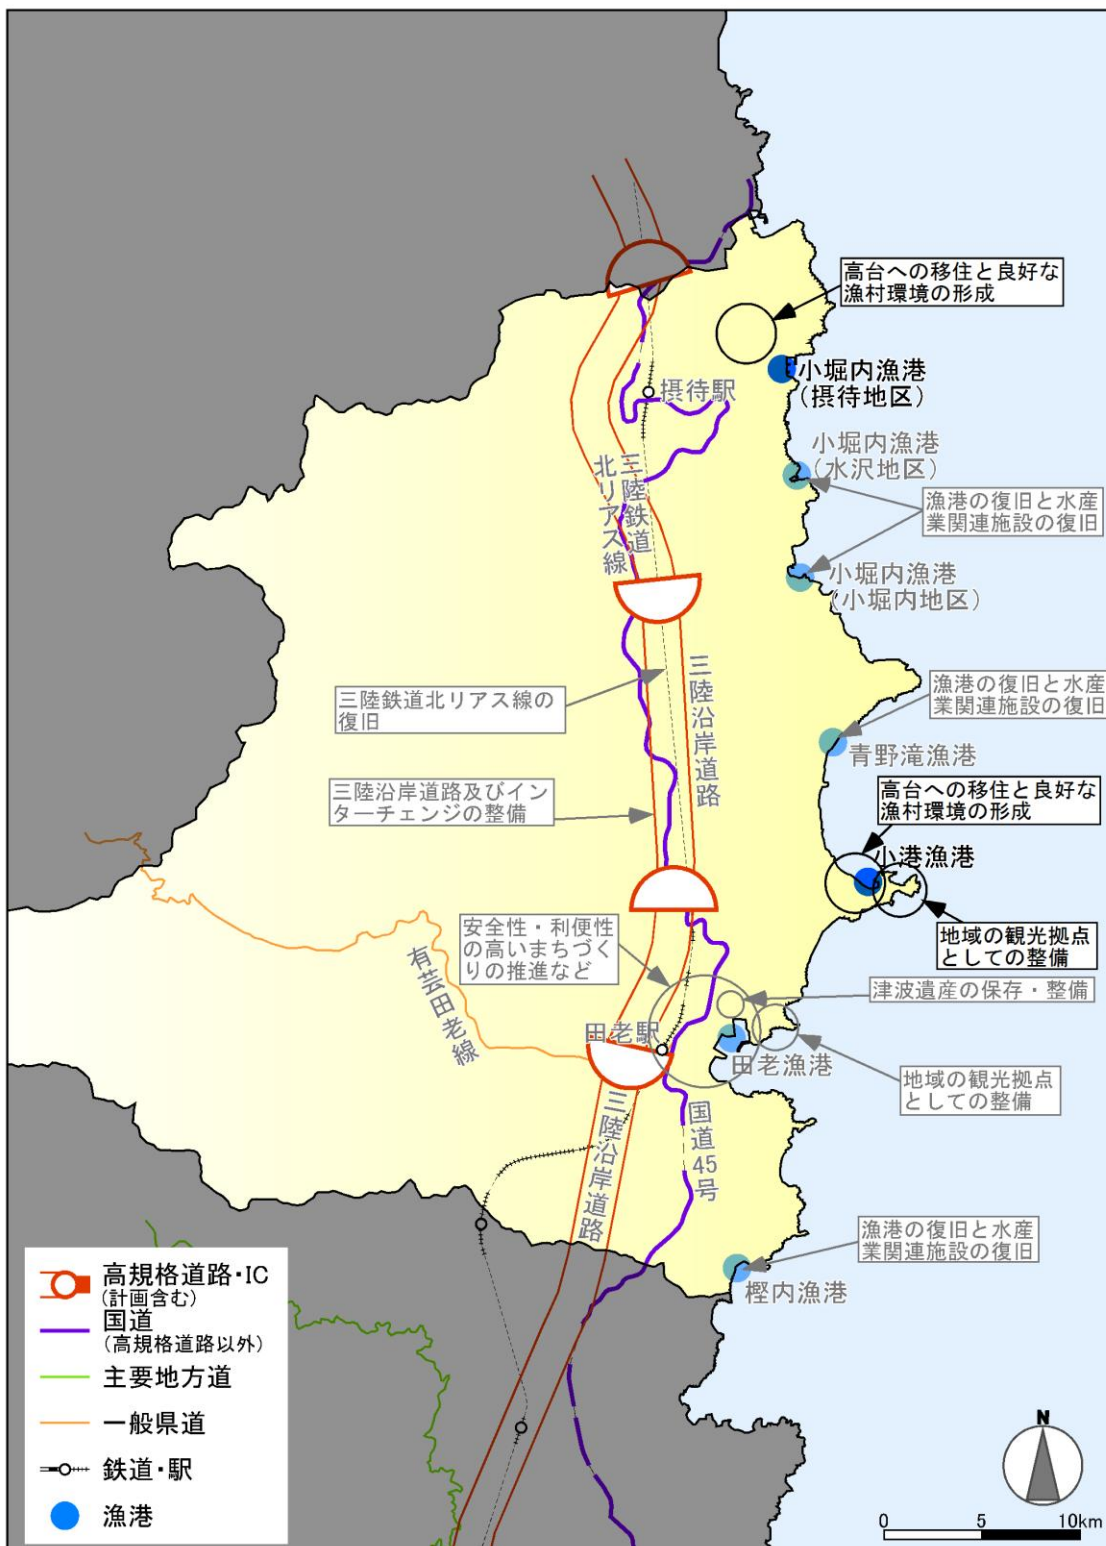 高台への移住と良好な
漁村環境の形成
小堀内漁港
(摂待地区)
摂待駅
小堀内漁港
(水沢地区)
漁港の復旧と水産
業関連施設の復旧
三陸鉄道
北リアス線
小堀内漁港
(小堀内地区)
三陸沿岸道路
三陸鉄道北リアス線の
復旧
漁港の復旧と水産
業関連施設の復旧
青野滝漁港
三陸沿岸道路及びイン
ターチェンジの整備
高台への移住と良好な
漁村環境の形成
小港漁港
安全性・利便性
の高いまちづく
りの推進など
地域の観光拠点
としての整備
有芸田老線
津波遺産の保存・整備
田老駅
田老漁港
地域の観光拠点
としての整備
三陸沿岸道路
国道45号
漁港の復旧と水産
業関連施設の復旧
樫内漁港
高規格道路・IC
(計画含む)
国道
(高規格道路以外)
主要地方道
一般県道
鉄道・駅
漁港
N
0 5 10km